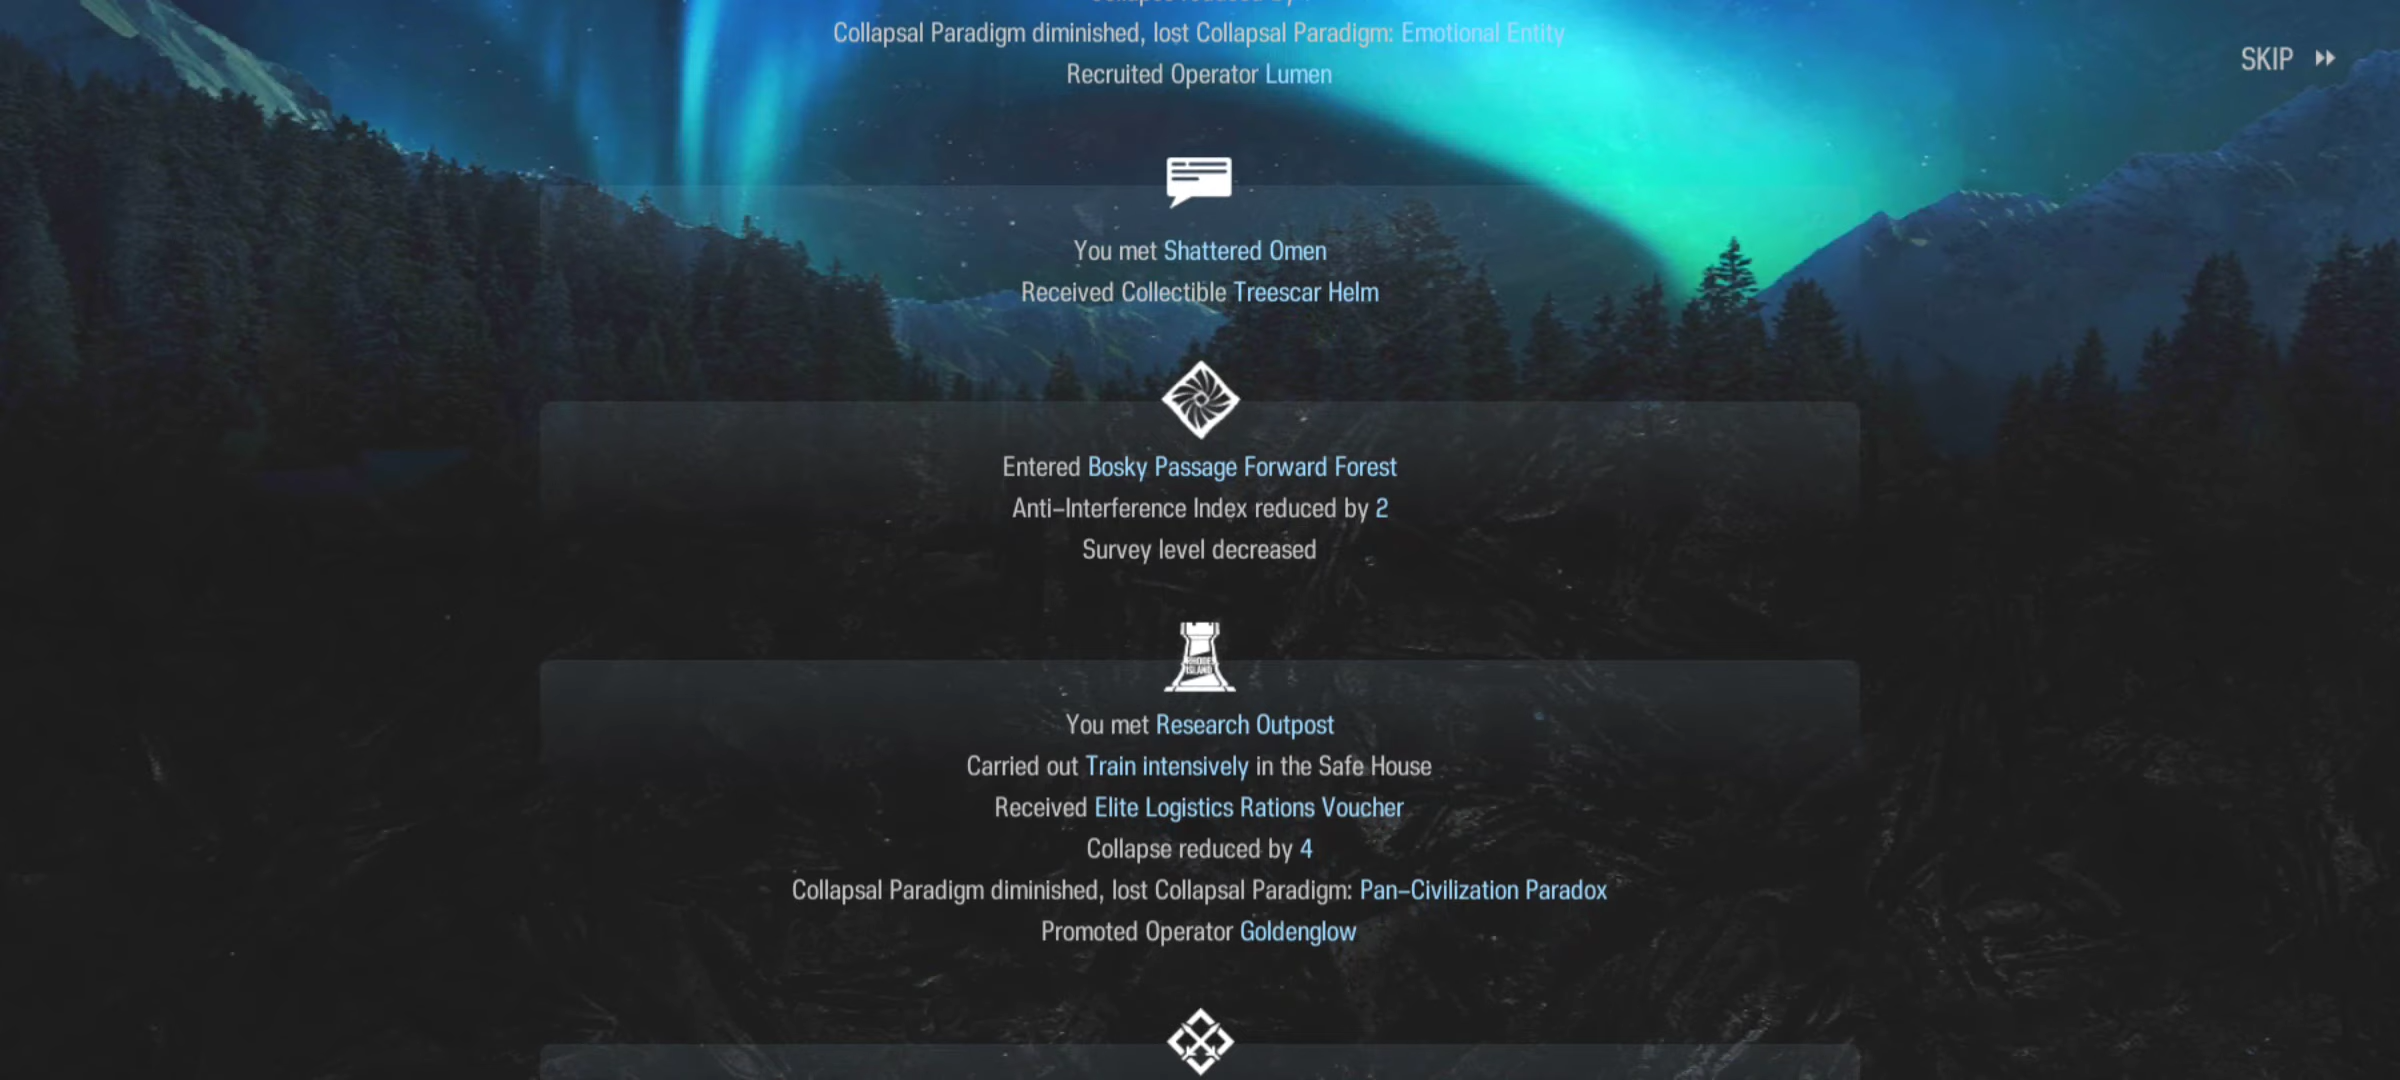 Collapsal Paradigm diminished, lost Collapsal Paradigm: Emotional Entity
Recruited Operator Lumen
SKIP
You met Shattered Omen
Received Collectible Treescar Helm
Entered Bosky Passage Forward Forest
Anti-Interference Index reduced by 2
Survey level decreased
RHODES
ISLAND
You met Research Outpost
Carried out Train intensively in the Safe House
Received Elite Logistics Rations Voucher
Collapse reduced by 4
Collapsal Paradigm diminished, lost Collapsal Paradigm: Pan-Civilization Paradox
Promoted Operator Goldenglow